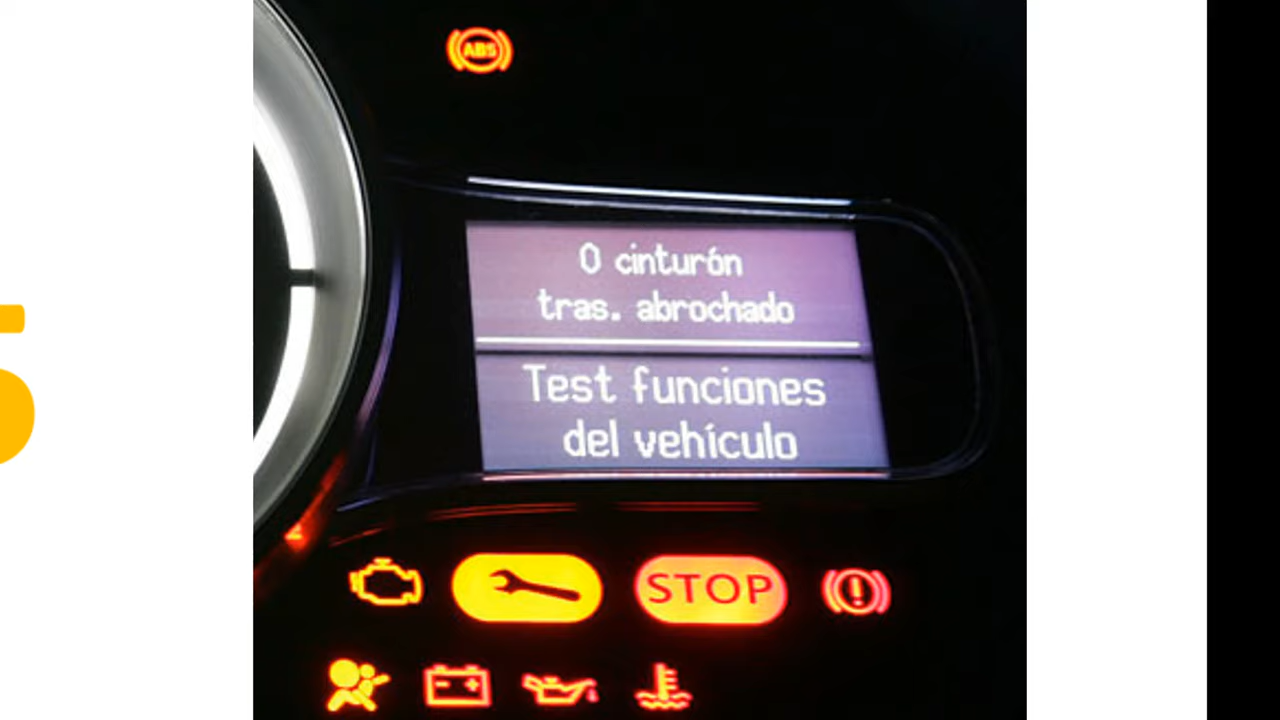 ABS
0 cinturón
tras. abrochado
Test funciones
del vehículo
STOP